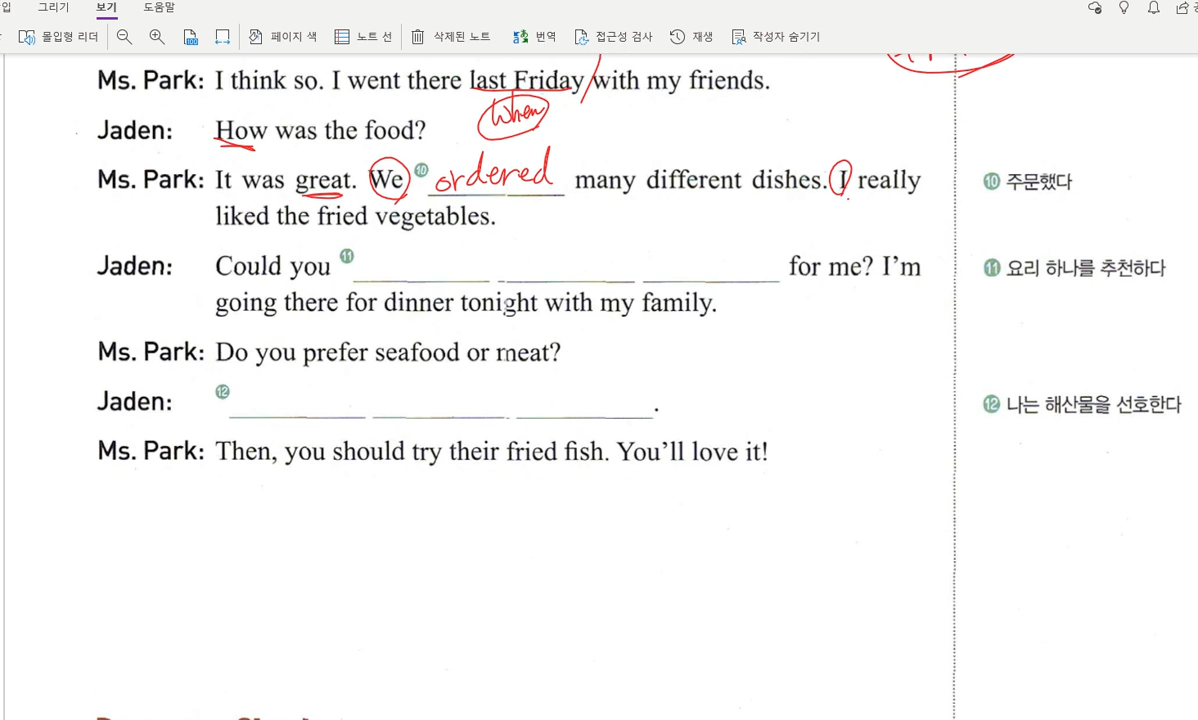 입 그리기 보기 도움말
몰입형 리더 페이지 색 노트 선 삭제된 노트 번역 접근성 검사 재생 작성자 숨기기
Ms. Park: I think so. I went there last Friday with my friends.
When
Jaden: How was the food?
Ms. Park: It was great. We ⑩ ordered many different dishes. I really ⑩ 주문했다
liked the fried vegetables.
Jaden: Could you ⑪ for me? I'm ⑪ 요리 하나를 추천하다
going there for dinner tonight with my family.
Ms. Park: Do you prefer seafood or meat?
Jaden: ⑫ . ⑫ 나는 해산물을 선호한다
Ms. Park: Then, you should try their fried fish. You'll love it!